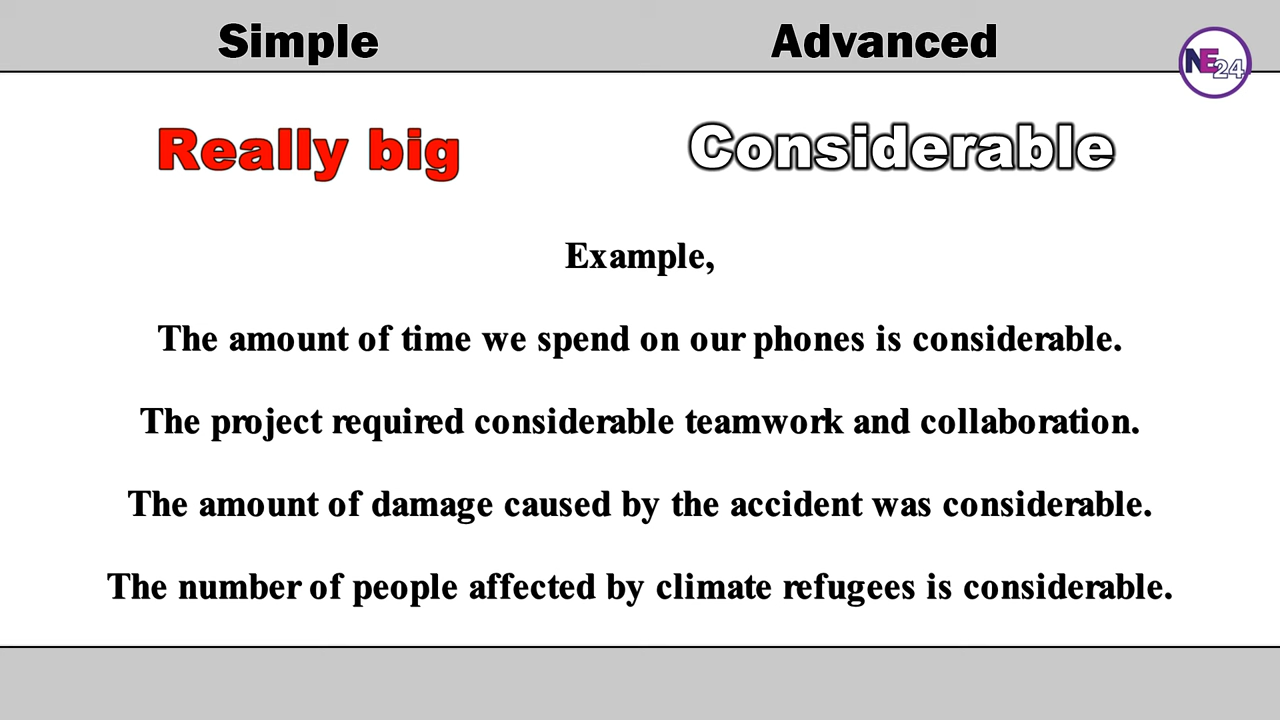 Simple Advanced
NE24
Really big Considerable
Example,
The amount of time we spend on our phones is considerable.
The project required considerable teamwork and collaboration.
The amount of damage caused by the accident was considerable.
The number of people affected by climate refugees is considerable.